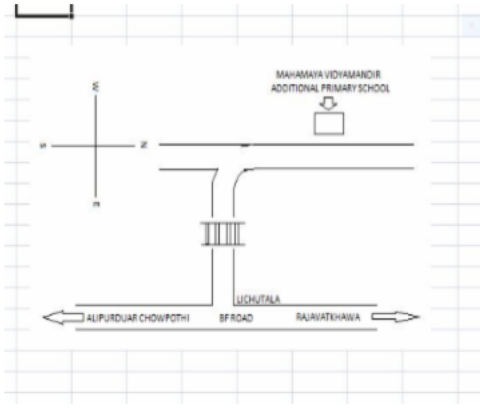 MAHAMAYA VIDYAMANDIR
ADDITIONAL PRIMARY SCHOOL
W
S
N
E
LICHUTALA
ALIPURDUAR CHOWPOTHI
BF ROAD
RAJAVATKHAWA